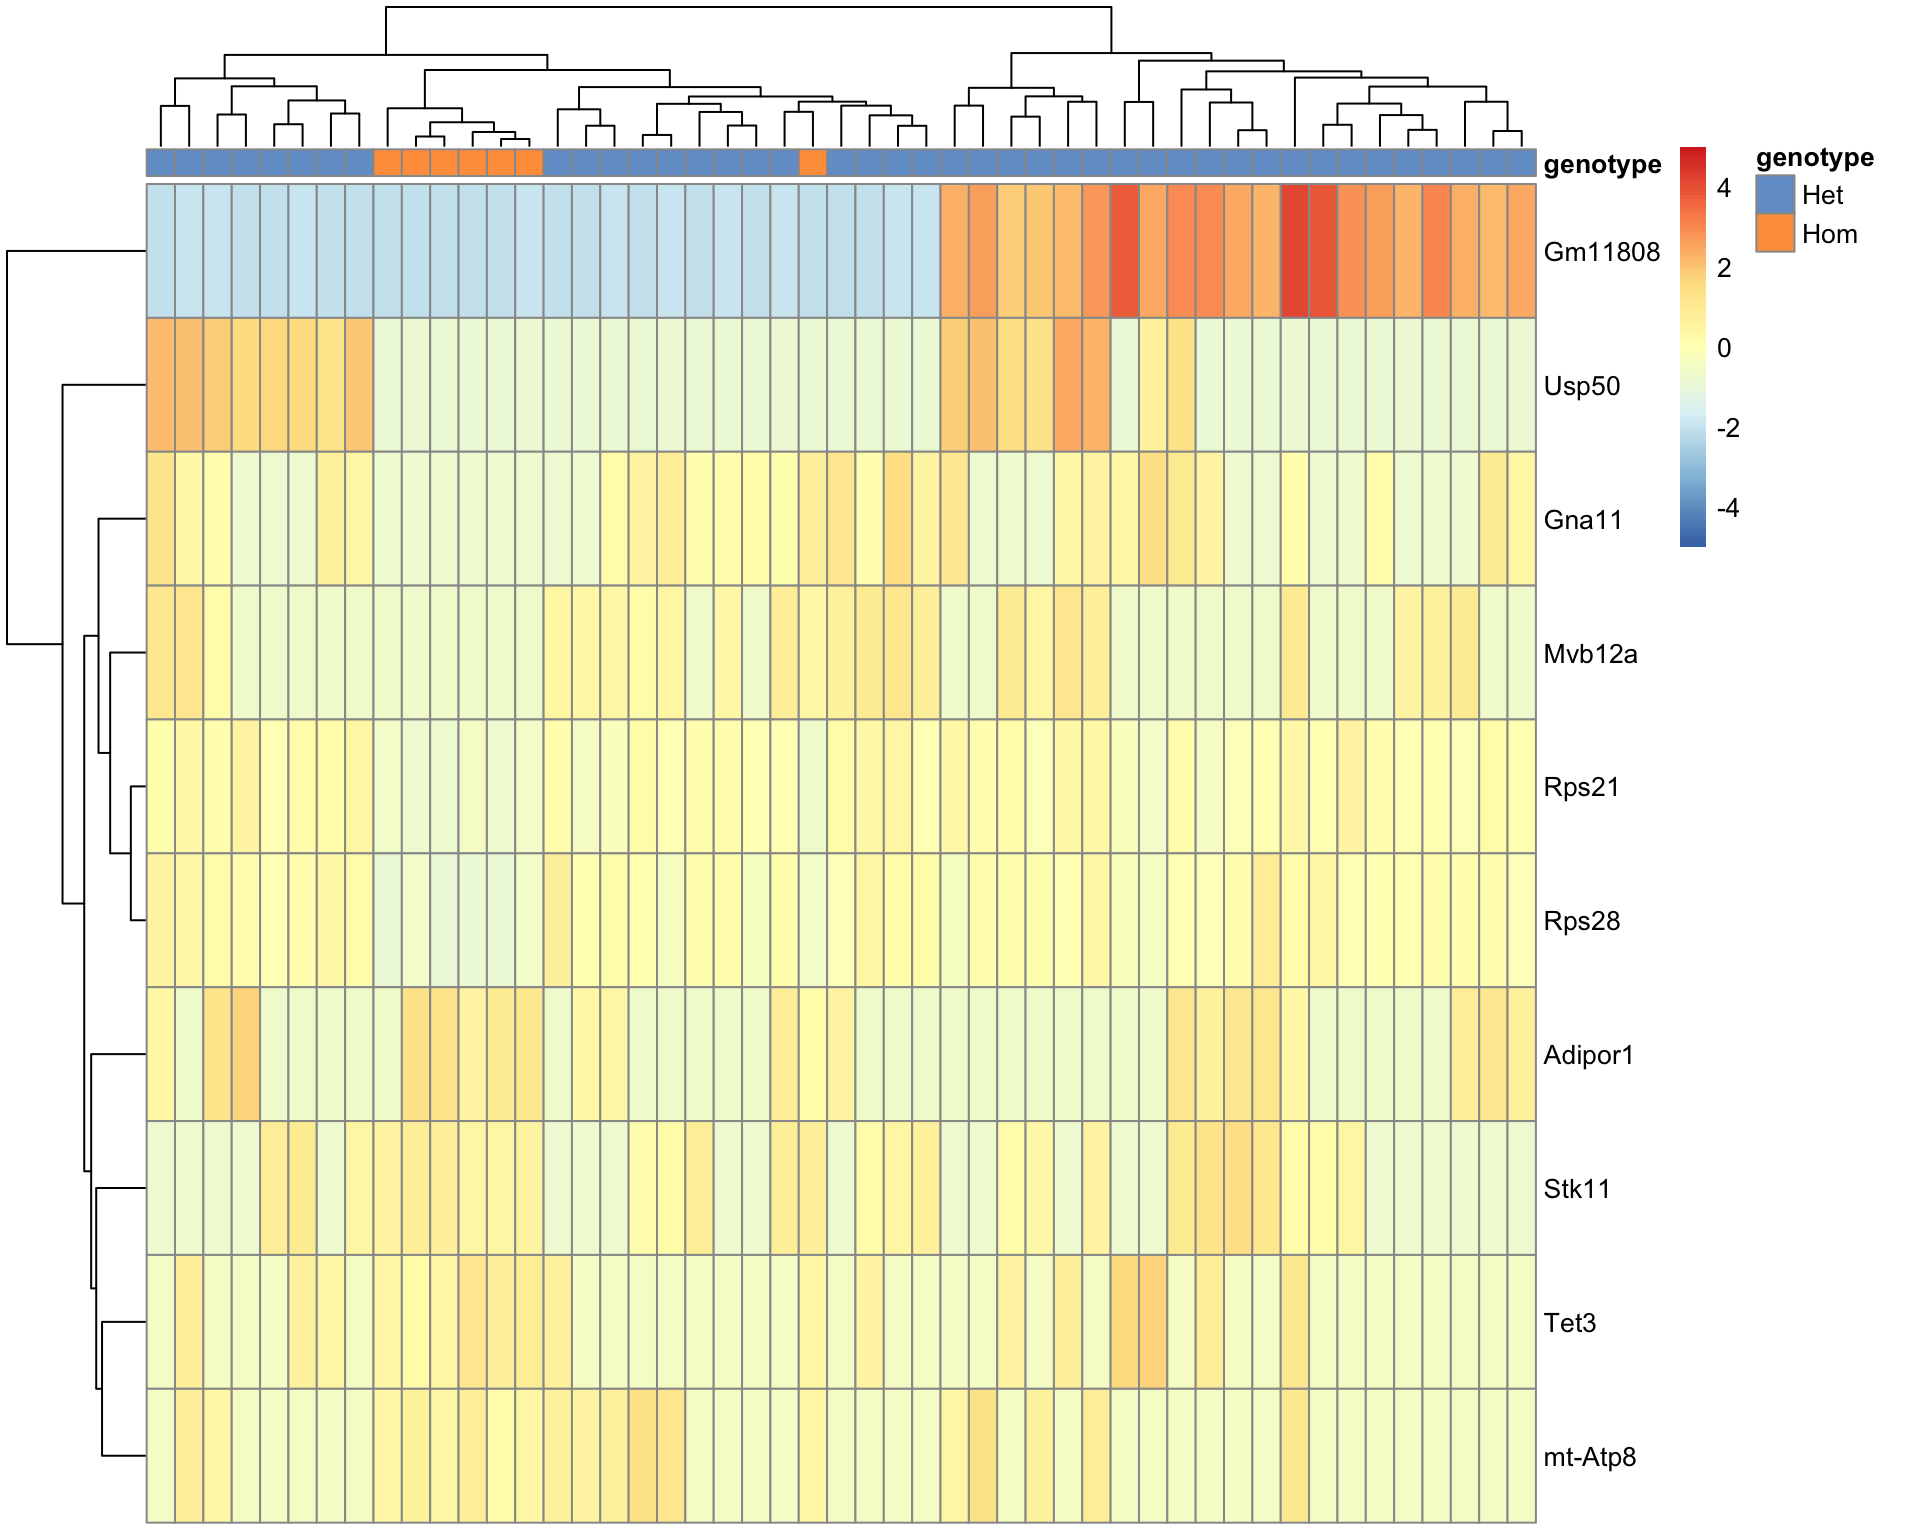 genotype
Gm11808
Usp50
Gna11
Mvb12a
Rps21
Rps28
Adipor1
Stk11
Tet3
mt-Atp8
4
2
0
-2
-4
genotype
Het
Hom